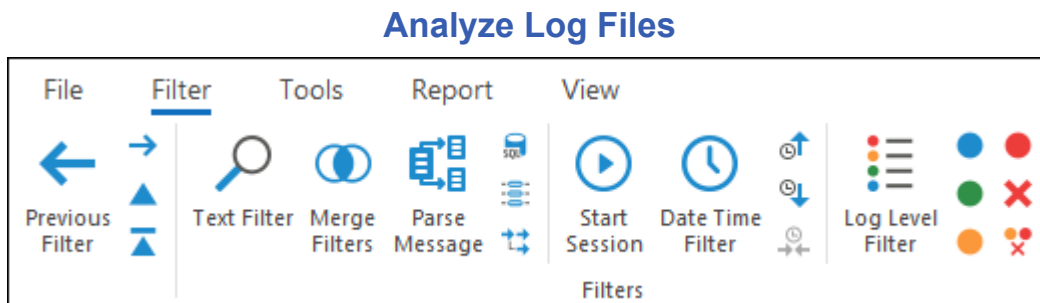 Analyze Log Files
File Filter Tools Report View
SQL
Previous Filter
Text Filter
Merge Filters
Parse Message
Start Session
Date Time Filter
Log Level Filter
Filters